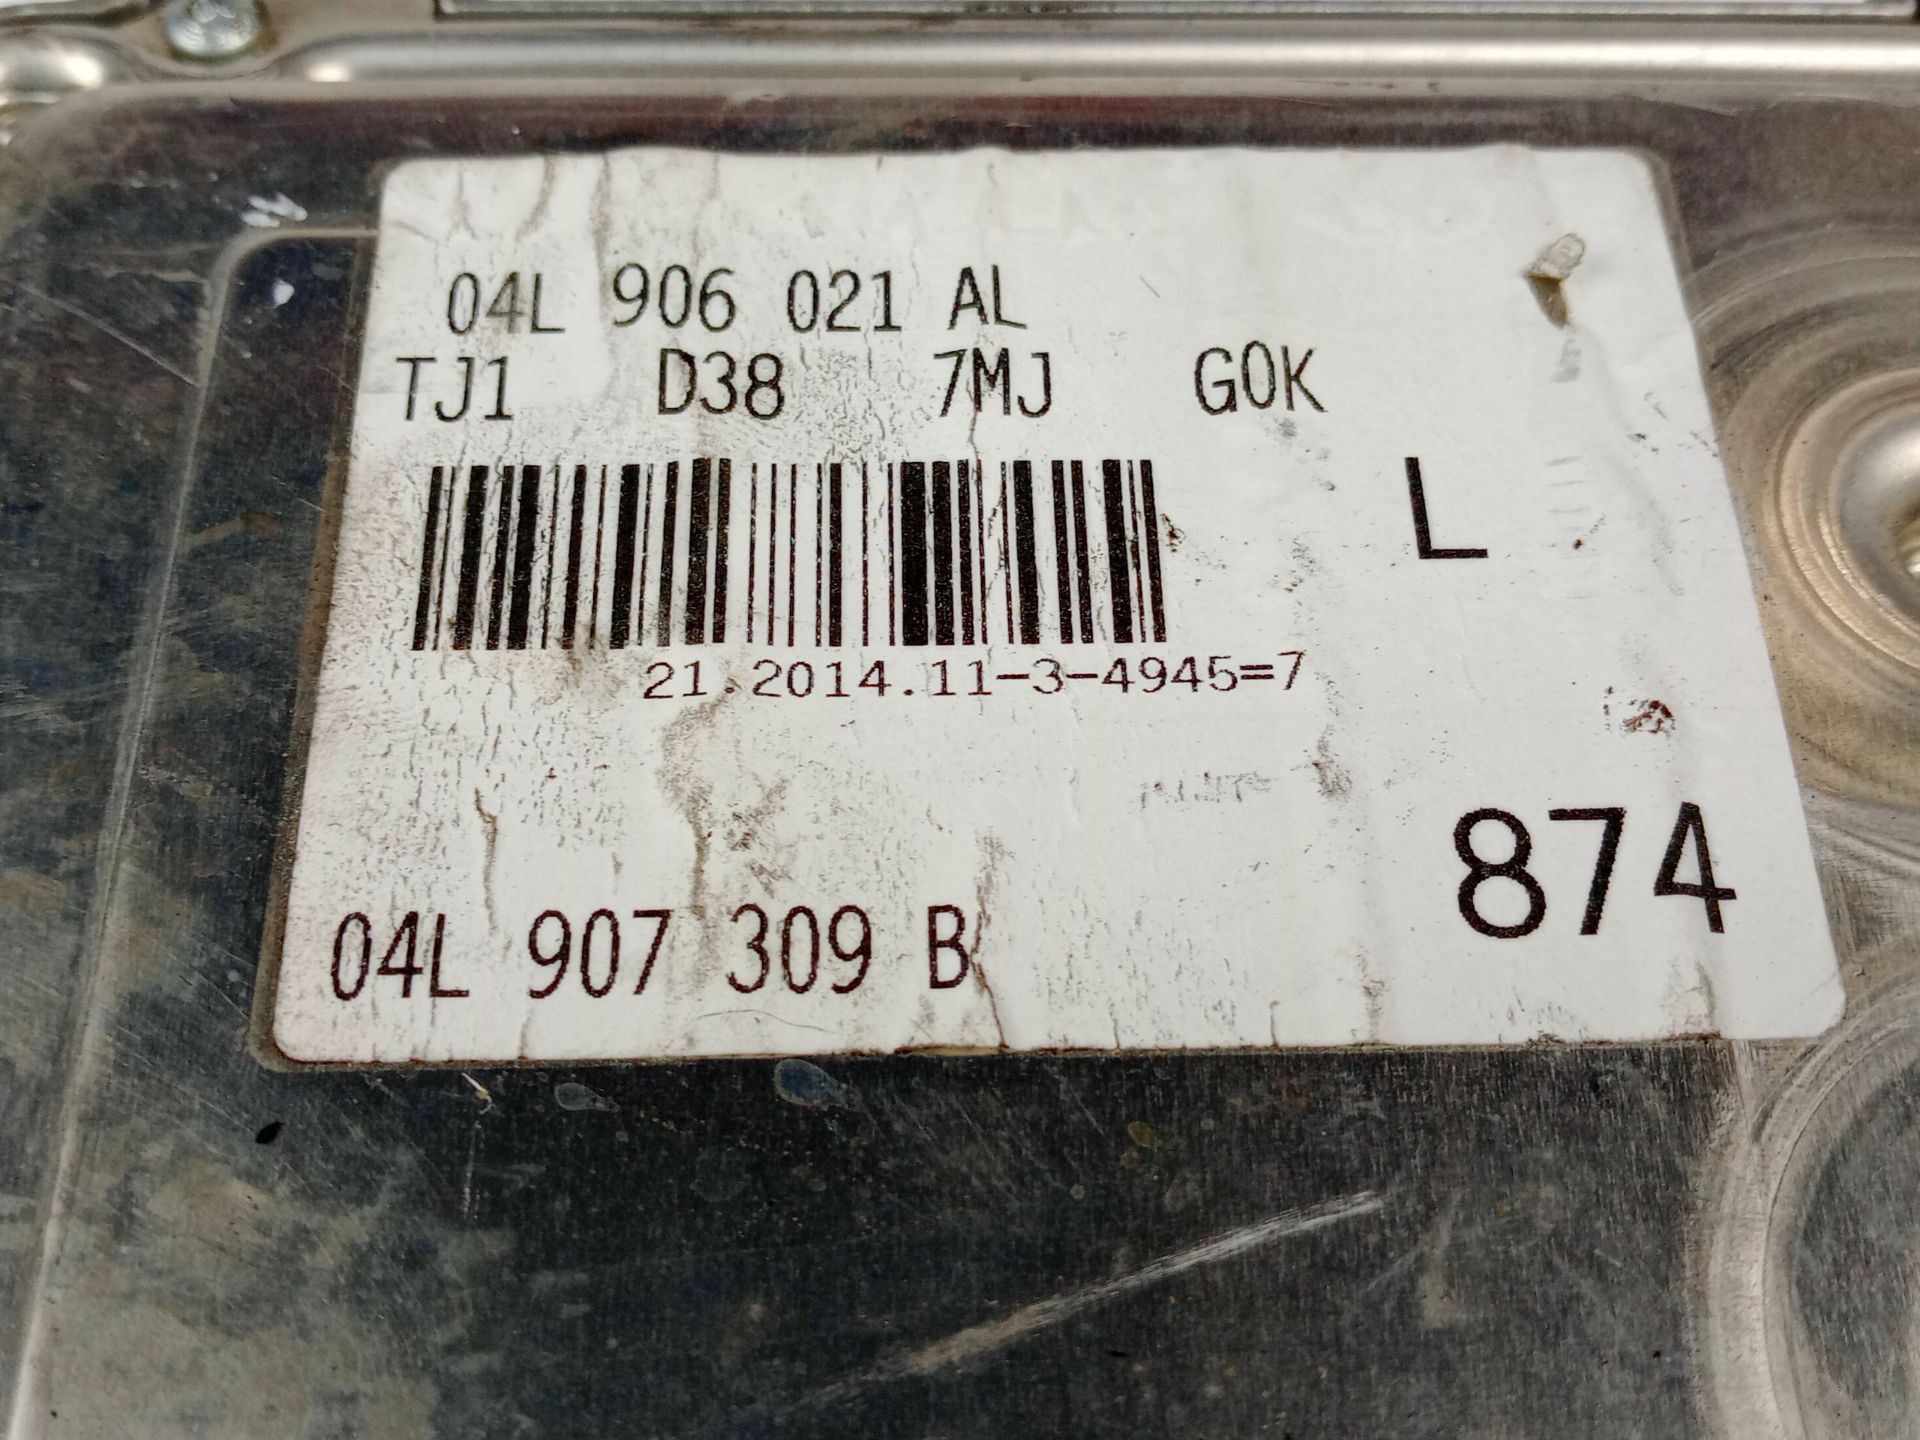 04L 906 021 AL
TJ1 D38 7MJ G0K
L
21.2014.11-3-4945=7
874
04L 907 309 B